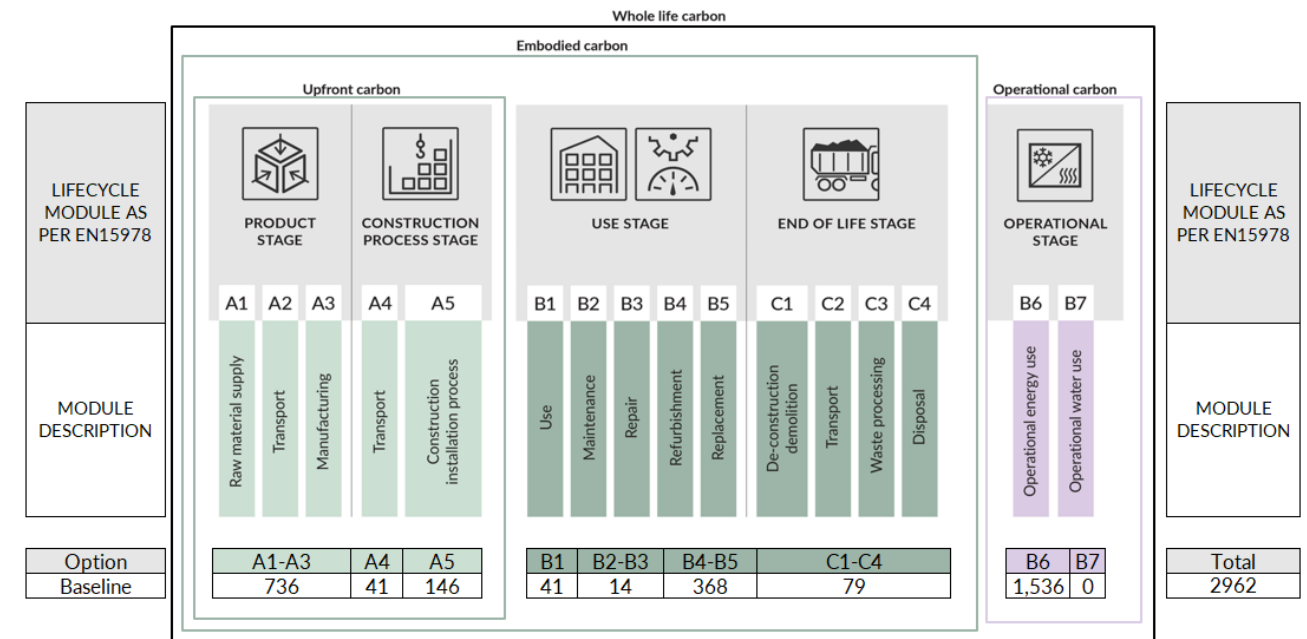 Whole life carbon
Embodied carbon
Upfront carbon
Operational carbon
LIFECYCLE
MODULE AS
PER EN15978
PRODUCT
STAGE
CONSTRUCTION
PROCESS STAGE
USE STAGE
END OF LIFE STAGE
OPERATIONAL
STAGE
LIFECYCLE
MODULE AS
PER EN15978
A1 A2 A3 A4 A5 B1 B2 B3 B4 B5 C1 C2 C3 C4 B6 B7
MODULE
DESCRIPTION
Raw material supply
Transport
Manufacturing
Transport
Construction
installation process
Use
Maintenance
Repair
Refurbishment
Replacement
De-construction
demolition
Transport
Waste processing
Disposal
Operational energy use
Operational water use
MODULE
DESCRIPTION
Option A1-A3 A4 A5 B1 B2-B3 B4-B5 C1-C4 B6 B7 Total
Baseline 736 41 146 41 14 368 79 1,536 0 2962